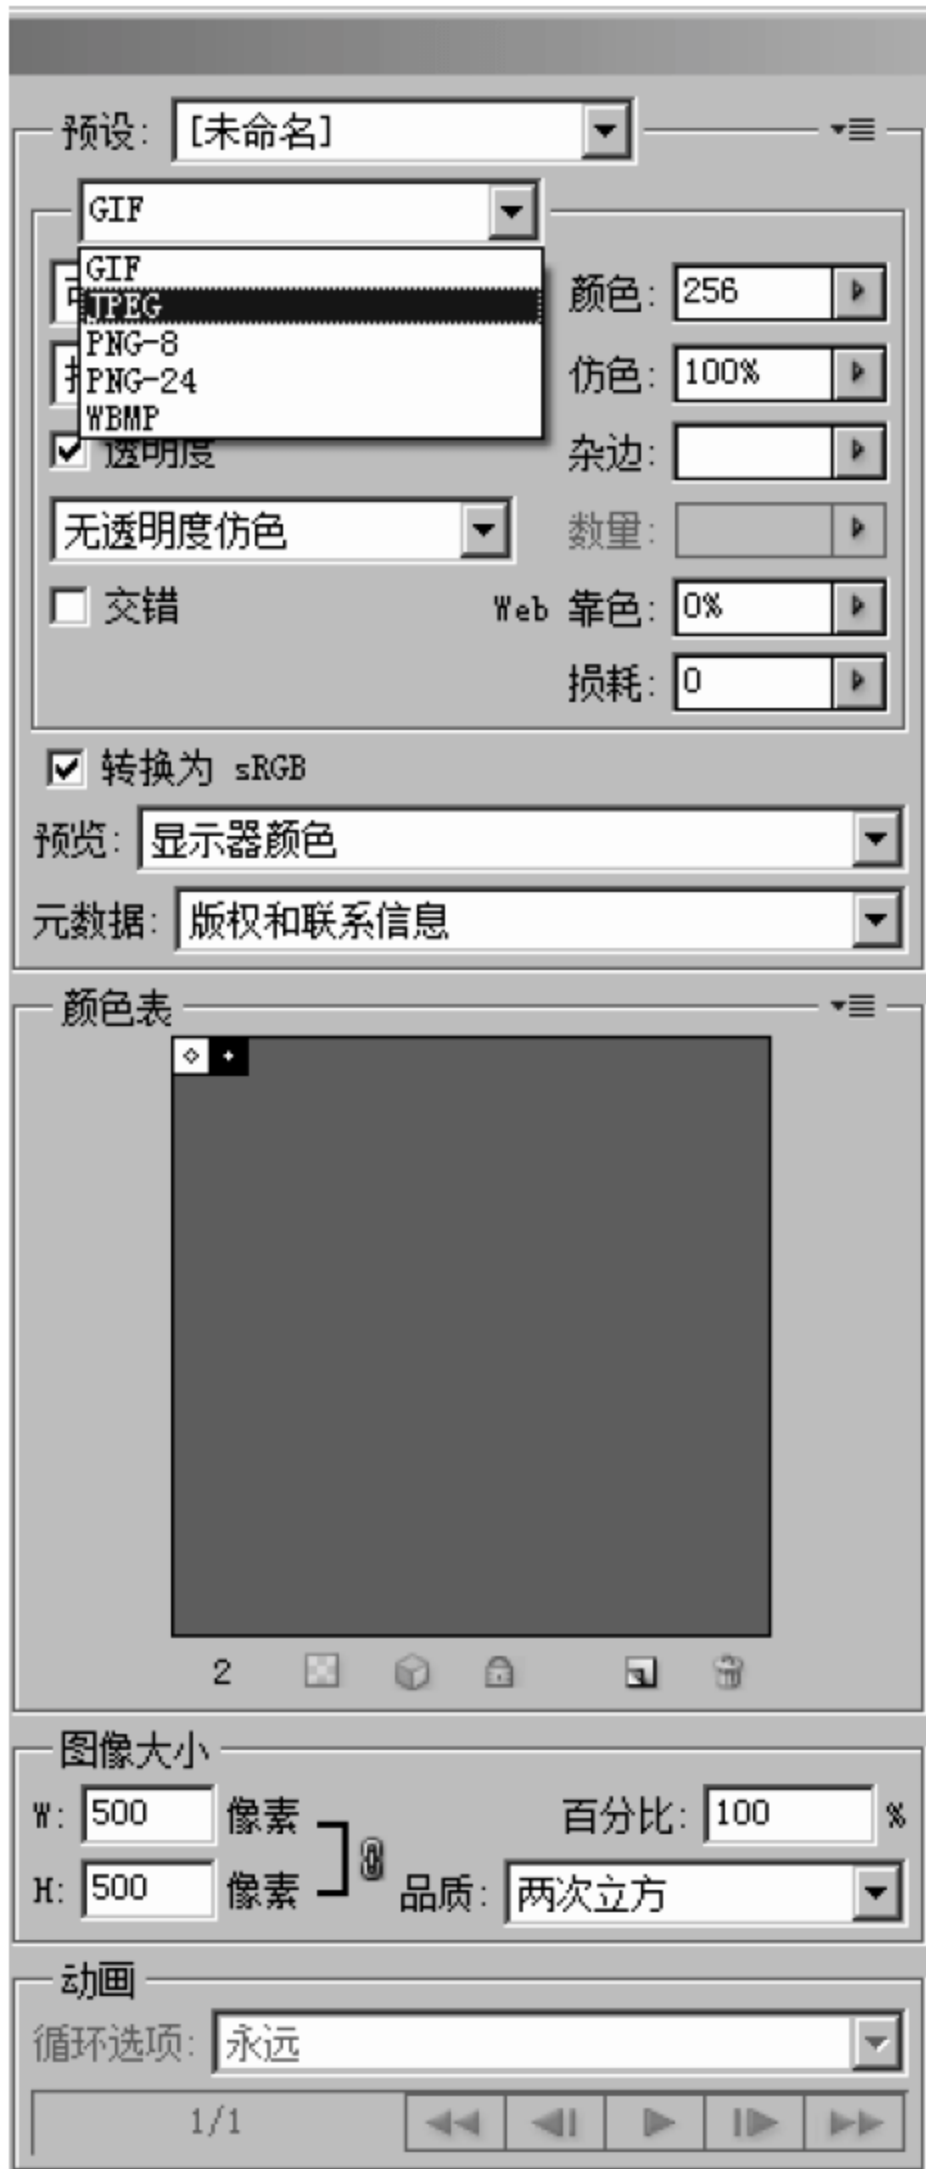 预设: [未命名]
GIF
GIF
JPEG
PNG-8
PNG-24
WBMP
颜色: 256
仿色: 100%
透明度
杂边:
无透明度仿色
数量:
交错
Web 靠色: 0%
损耗: 0
转换为 sRGB
预览: 显示器颜色
元数据: 版权和联系信息
颜色表
2
图像大小
W: 500 像素
百分比: 100 %
H: 500 像素
品质: 两次立方
动画
循环选项: 永远
1/1